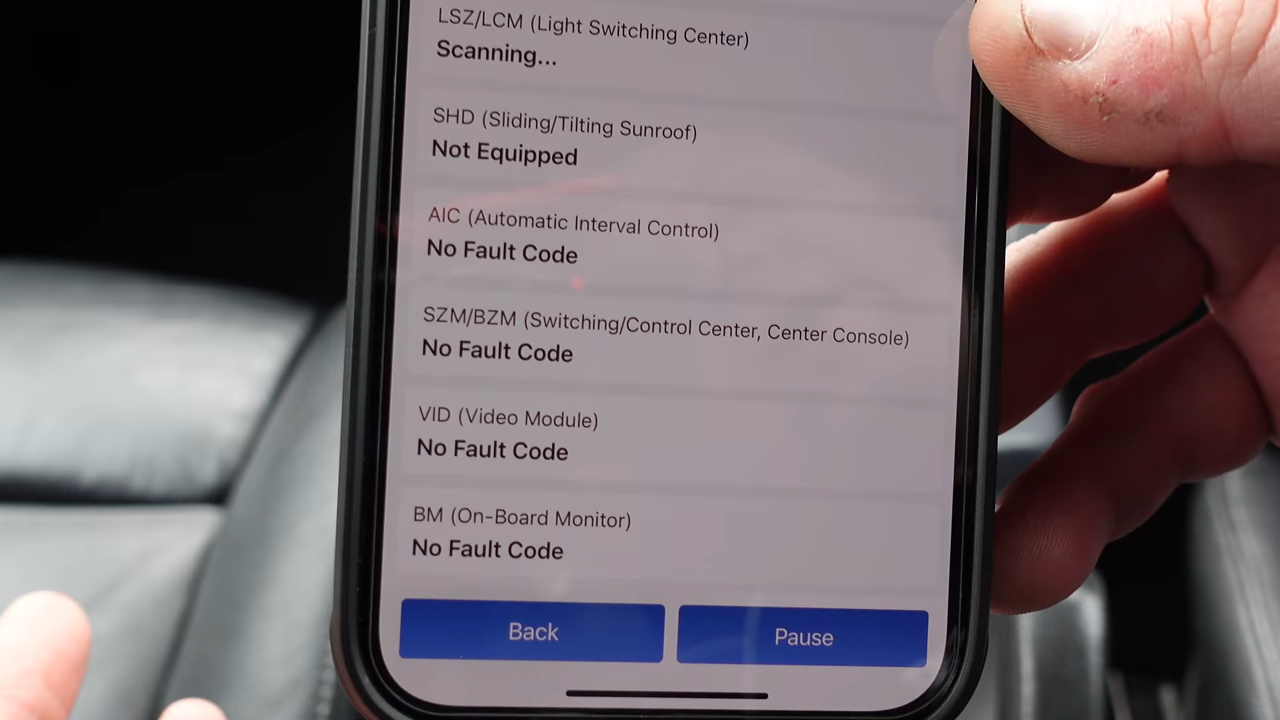 LSZ/LCM (Light Switching Center)
Scanning...
SHD (Sliding/Tilting Sunroof)
Not Equipped
AIC (Automatic Interval Control)
No Fault Code
SZM/BZM (Switching/Control Center, Center Console)
No Fault Code
VID (Video Module)
No Fault Code
BM (On-Board Monitor)
No Fault Code
Back
Pause